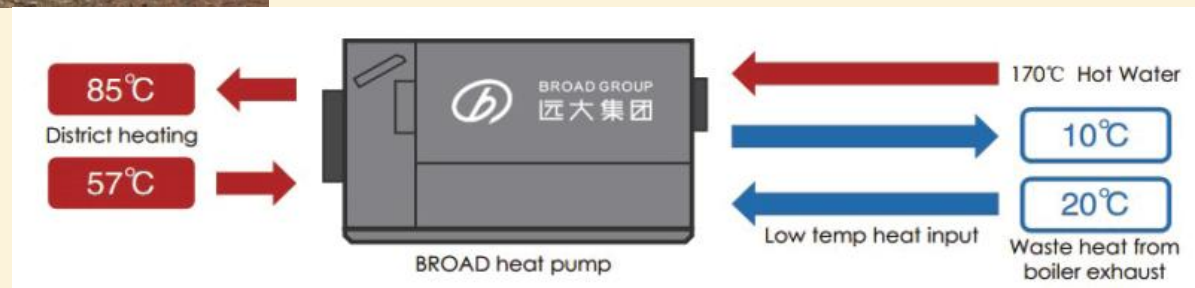 85℃
District heating
57℃
BROAD GROUP
远大集团
BROAD heat pump
170℃ Hot Water
10℃
20℃
Low temp heat input
Waste heat from
boiler exhaust